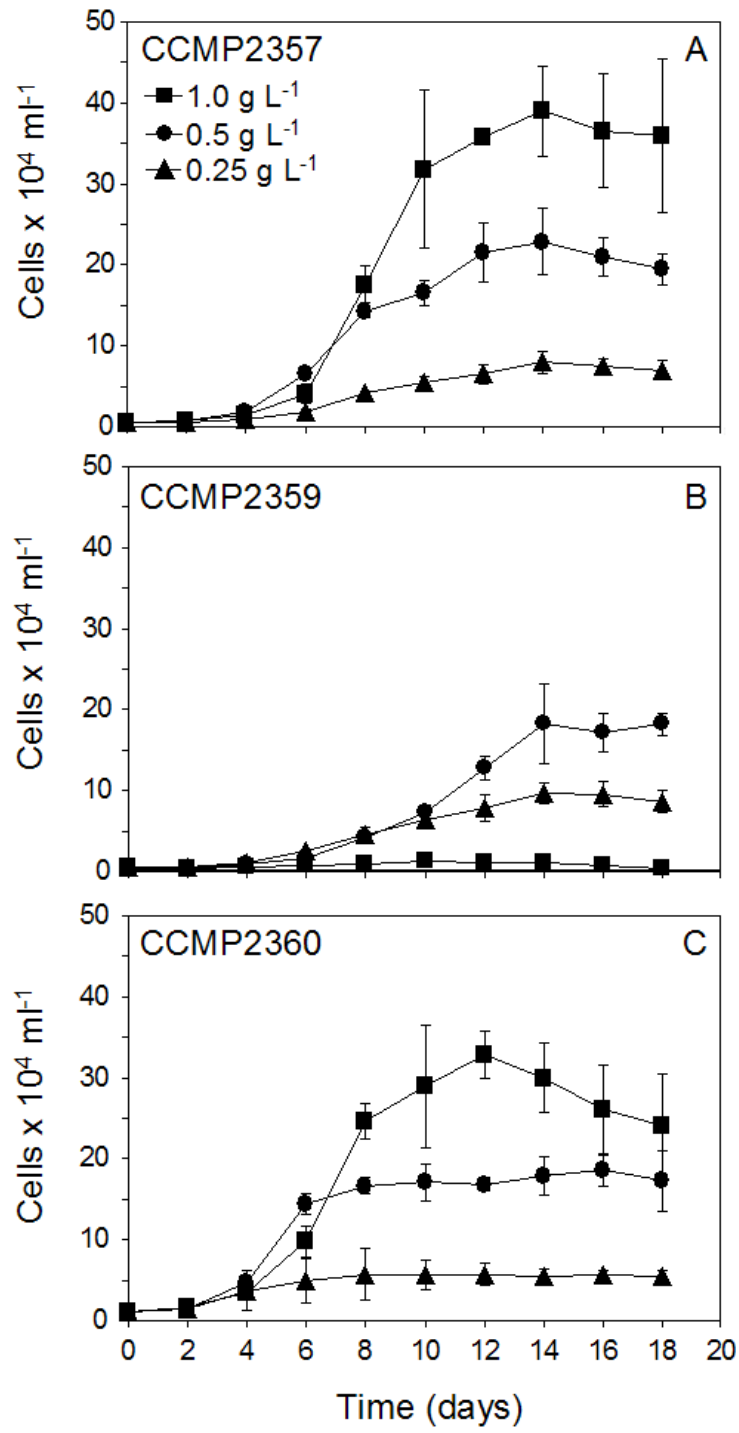 50
CCMP2357 A
1.0 g L⁻¹
40
0.5 g L⁻¹
0.25 g L⁻¹
30
20
10
0
Cells x 10⁴ ml⁻¹
50
CCMP2359 B
40
30
20
10
0
Cells x 10⁴ ml⁻¹
50
CCMP2360 C
40
30
20
10
0
Cells x 10⁴ ml⁻¹
0 2 4 6 8 10 12 14 16 18 20
Time (days)